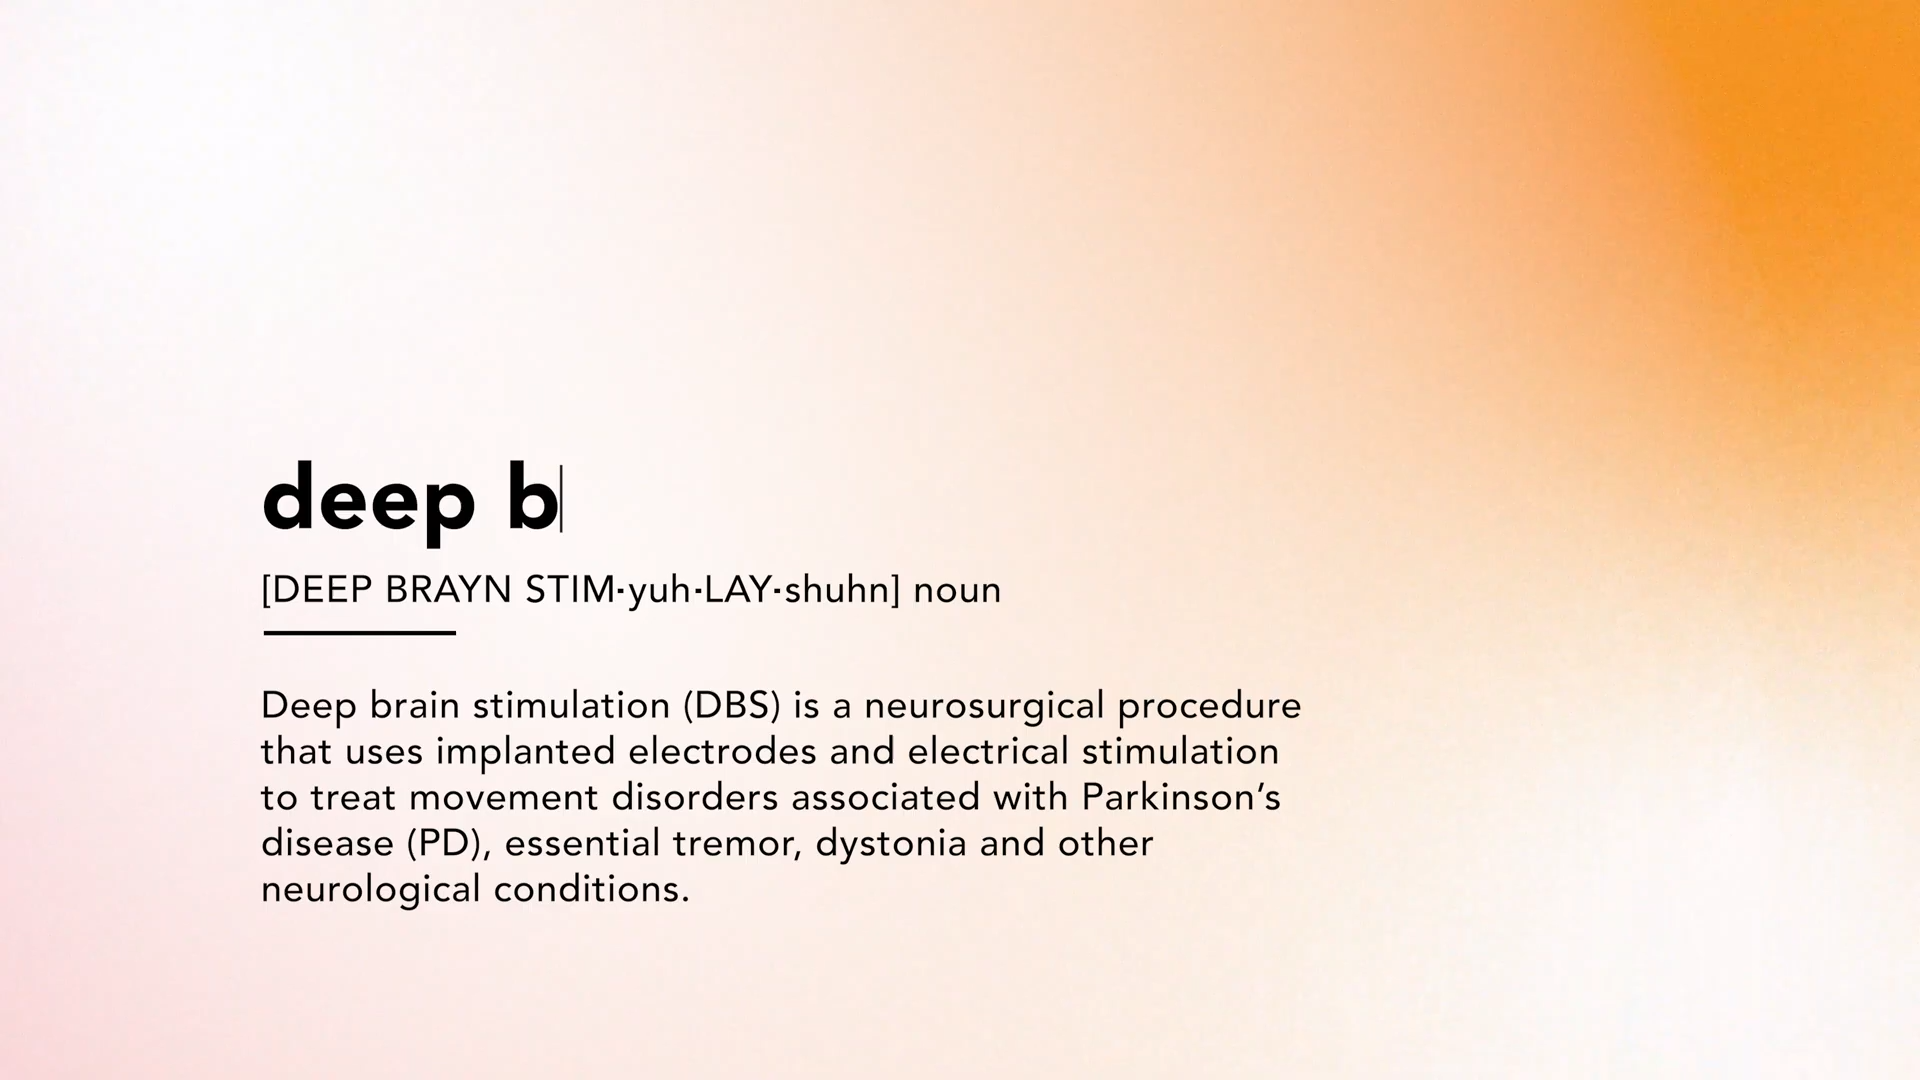 deep b
[DEEP BRAYN STIM·yuh·LAY·shuhn] noun
Deep brain stimulation (DBS) is a neurosurgical procedure
that uses implanted electrodes and electrical stimulation
to treat movement disorders associated with Parkinson’s
disease (PD), essential tremor, dystonia and other
neurological conditions.